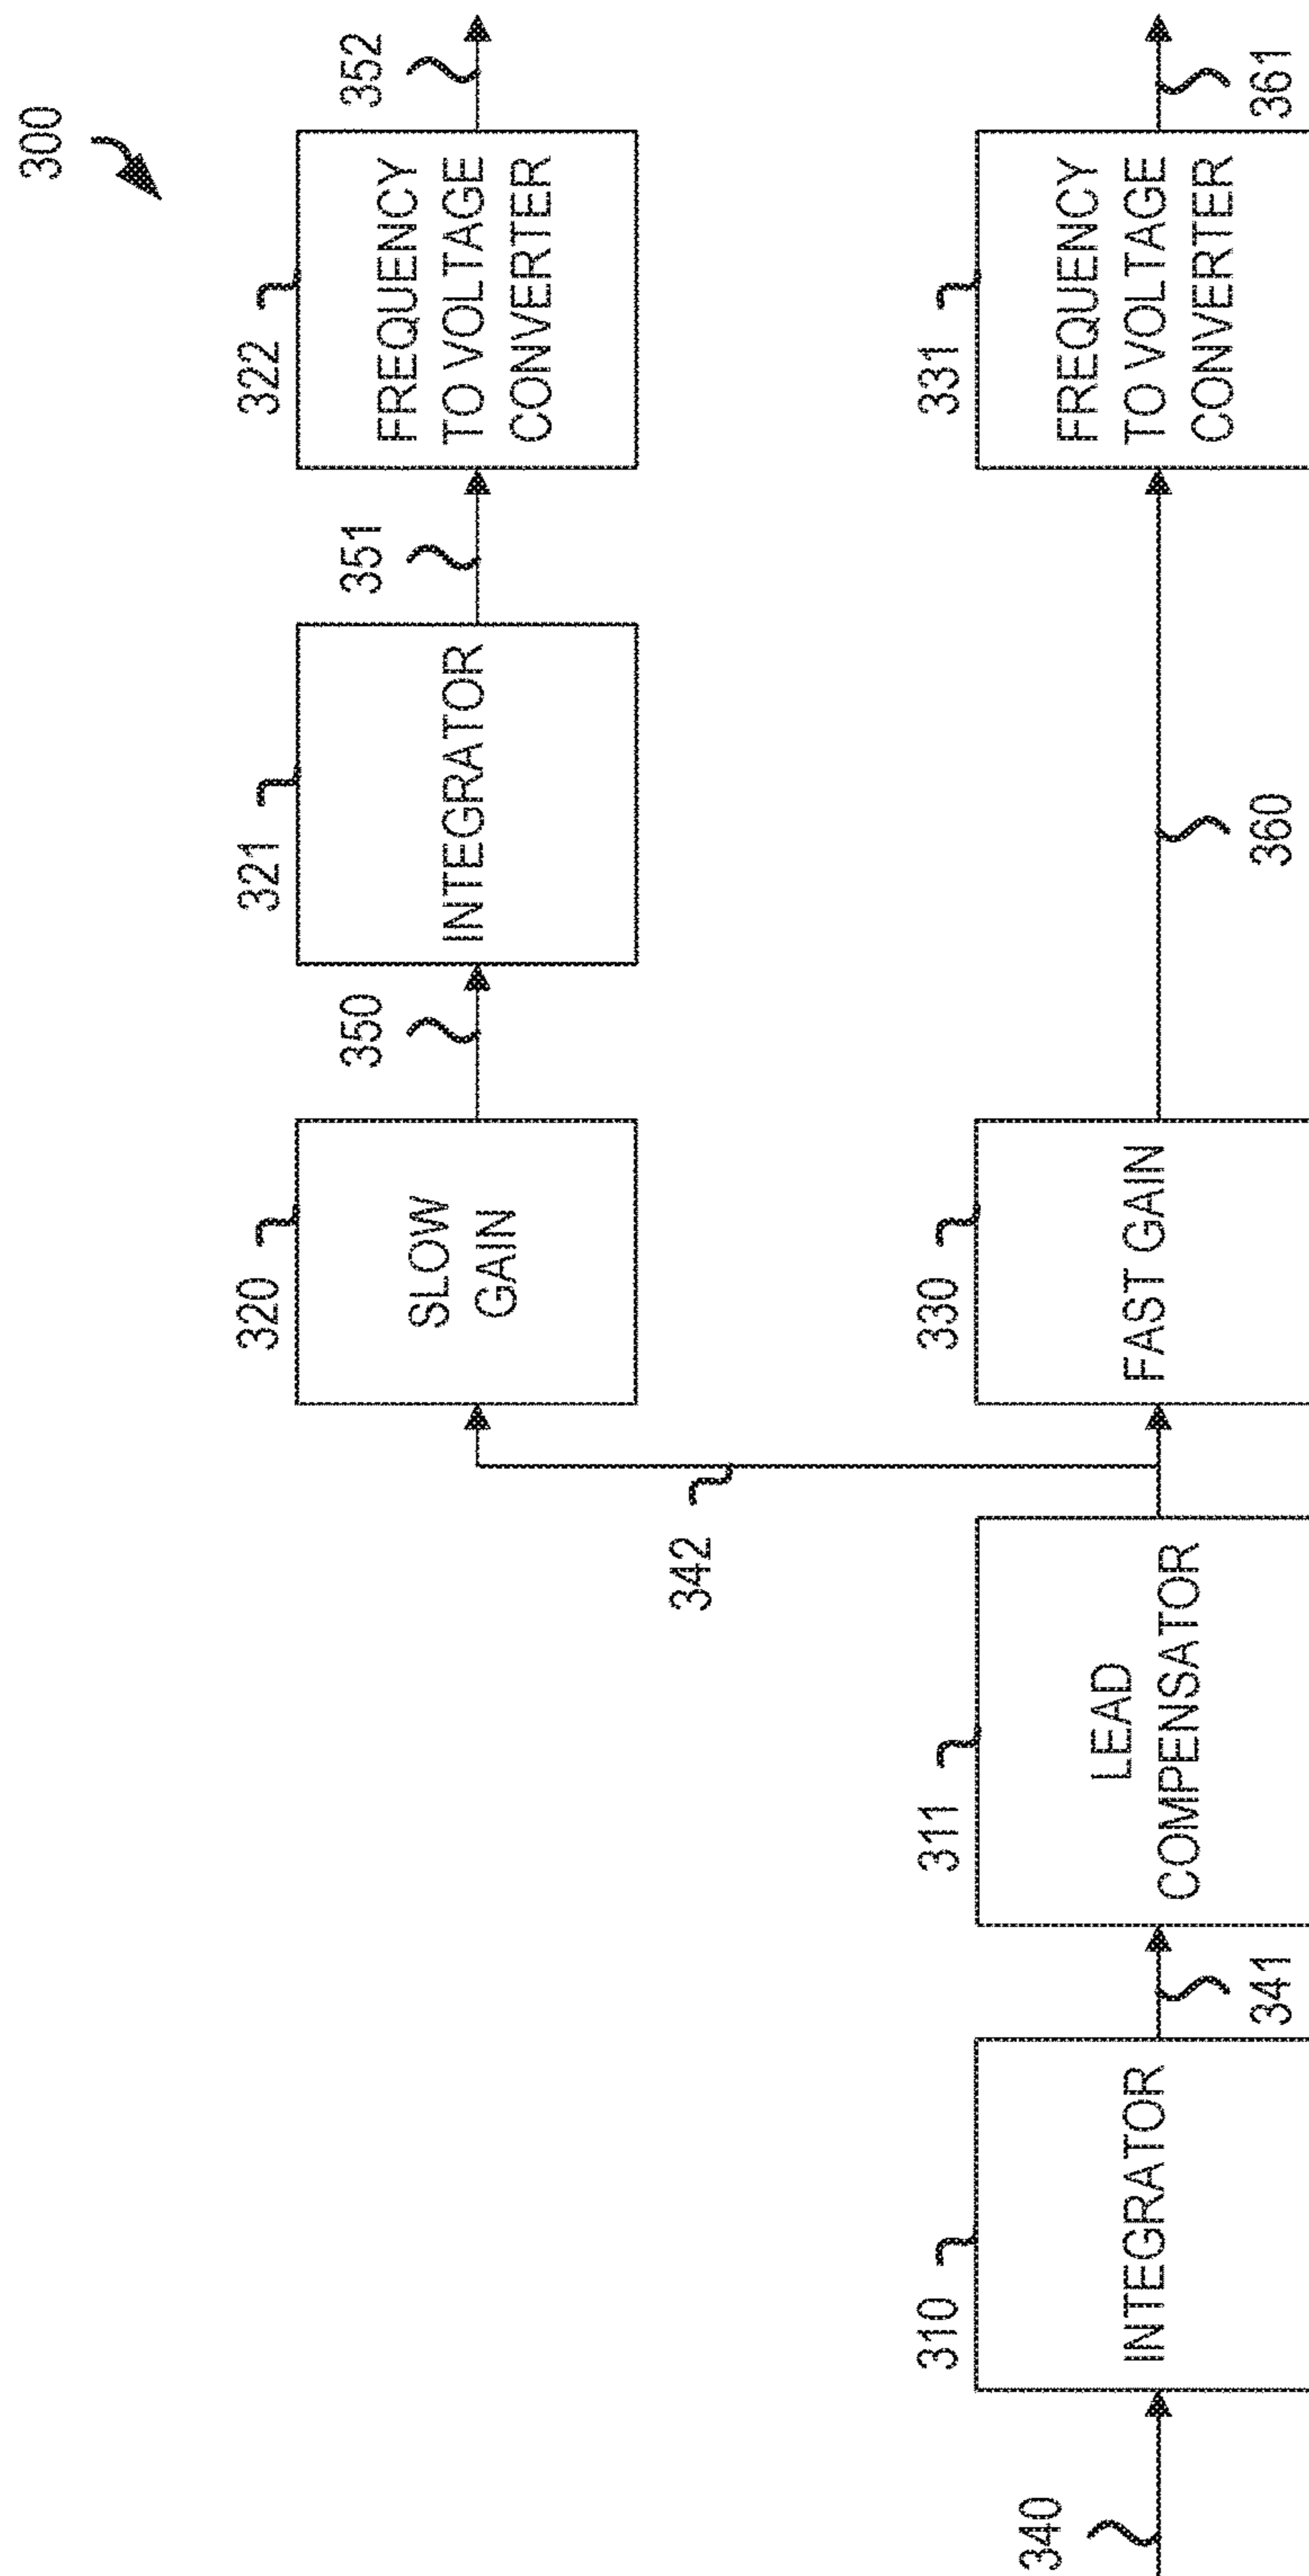 300
322
FREQUENCY
TO VOLTAGE
CONVERTER
352
321
INTEGRATOR
351
320
SLOW
GAIN
350
342
331
FREQUENCY
TO VOLTAGE
CONVERTER
361
330
FAST GAIN
360
311
LEAD
COMPENSATOR
310
INTEGRATOR
341
340